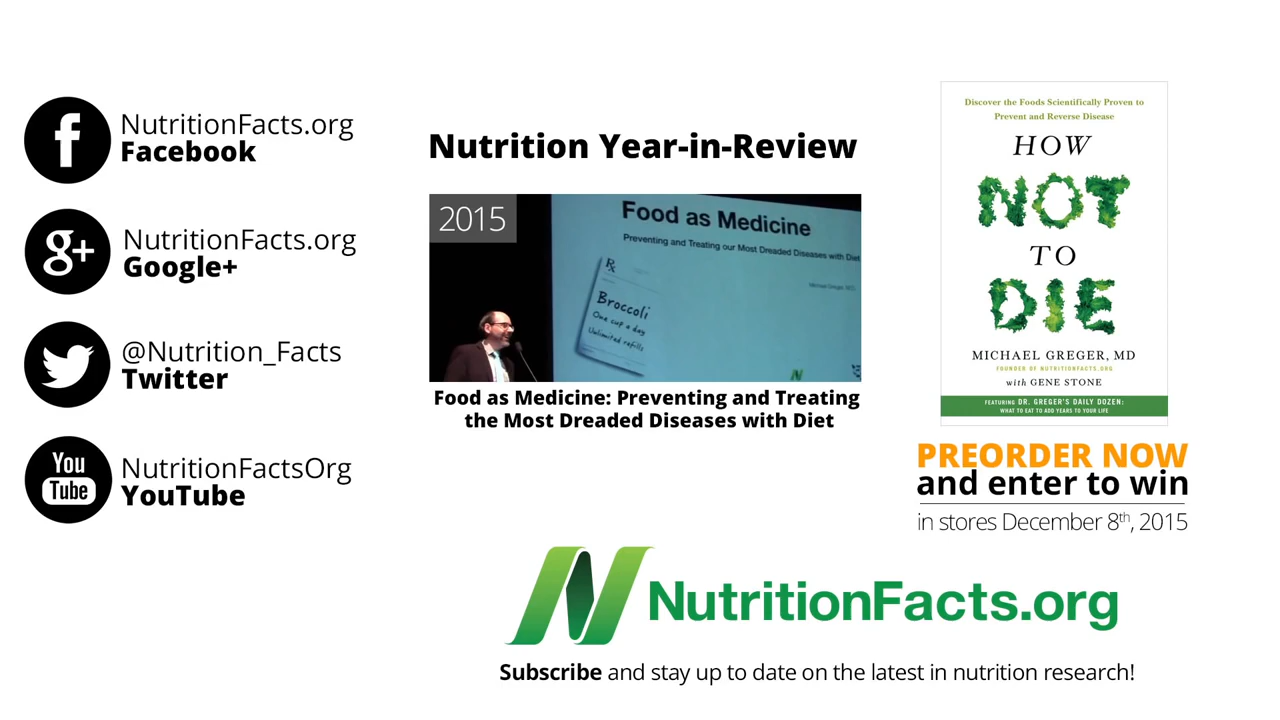 NutritionFacts.org
Facebook
g+
NutritionFacts.org
Google+
@Nutrition_Facts
Twitter
You
Tube
NutritionFactsOrg
YouTube
Nutrition Year-in-Review
2015
Food as Medicine
Preventing and Treating our Most Dreaded Diseases with Diet
Michael Greger, M.D.
Rx
Broccoli
One cup a day
Unlimited refills
Food as Medicine: Preventing and Treating
the Most Dreaded Diseases with Diet
Discover the Foods Scientifically Proven to
Prevent and Reverse Disease
HOW
NOT
TO
DIE
MICHAEL GREGER, MD
FOUNDER OF NUTRITIONFACTS.ORG
with GENE STONE
FEATURING DR. GREGER'S DAILY DOZEN:
WHAT TO EAT TO ADD YEARS TO YOUR LIFE
PREORDER NOW
and enter to win
in stores December 8th, 2015
NutritionFacts.org
Subscribe and stay up to date on the latest in nutrition research!